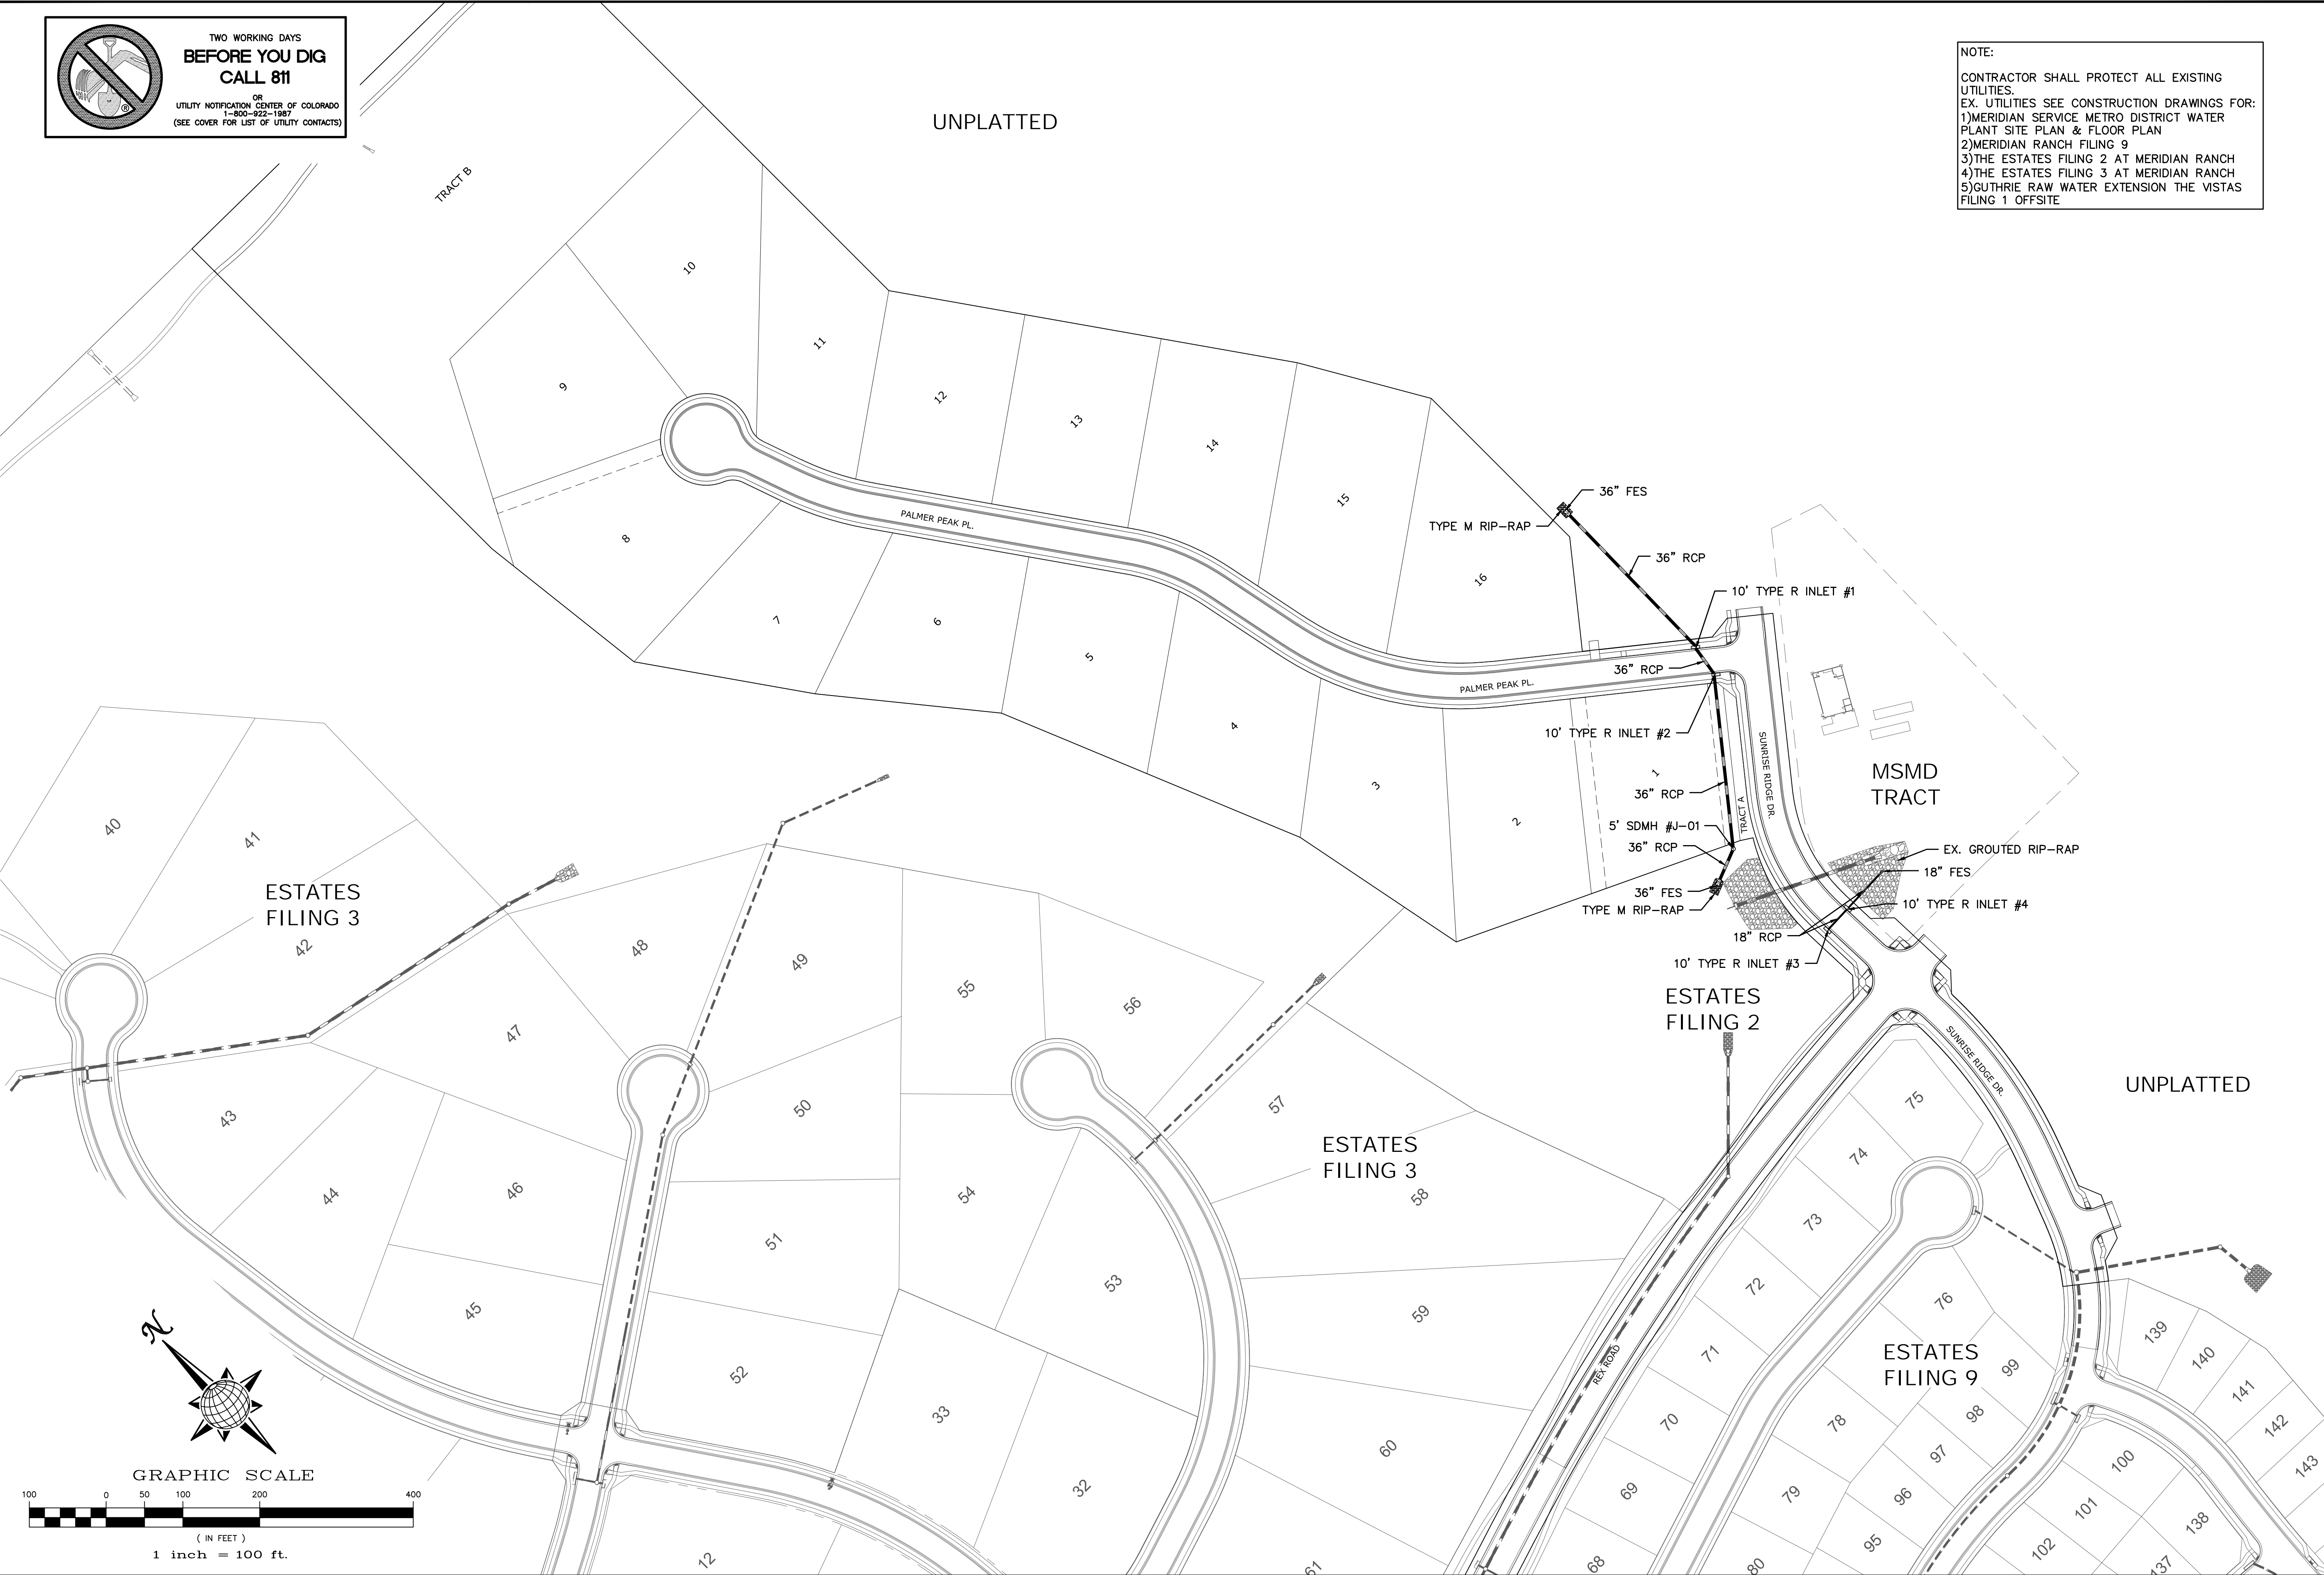 TWO WORKING DAYS
BEFORE YOU DIG
CALL 811
OR
UTILITY NOTIFICATION CENTER OF COLORADO
1-800-922-1987
(SEE COVER FOR LIST OF UTILITY CONTACTS)
®
NOTE:
CONTRACTOR SHALL PROTECT ALL EXISTING
UTILITIES.
EX. UTILITIES SEE CONSTRUCTION DRAWINGS FOR:
1)MERIDIAN SERVICE METRO DISTRICT WATER
PLANT SITE PLAN & FLOOR PLAN
2)MERIDIAN RANCH FILING 9
3)THE ESTATES FILING 2 AT MERIDIAN RANCH
4)THE ESTATES FILING 3 AT MERIDIAN RANCH
5)GUTHRIE RAW WATER EXTENSION THE VISTAS
FILING 1 OFFSITE
UNPLATTED
TRACT B
10
11
9
12
13
14
15
16
8
7
6
5
4
3
2
1
PALMER PEAK PL.
PALMER PEAK PL.
36" FES
TYPE M RIP-RAP
36" RCP
10' TYPE R INLET #1
36" RCP
10' TYPE R INLET #2
36" RCP
5' SDMH #J-01
36" RCP
36" FES
TYPE M RIP-RAP
TRACT A
SUNRISE RIDGE DR.
MSMD
TRACT
EX. GROUTED RIP-RAP
18" FES
10' TYPE R INLET #4
18" RCP
10' TYPE R INLET #3
ESTATES
FILING 2
SUNRISE RIDGE DR.
UNPLATTED
40
41
ESTATES
FILING 3
42
48
49
55
56
47
43
50
57
44
46
54
ESTATES
FILING 3
58
51
53
45
59
52
33
32
60
12
61
REX ROAD
75
74
73
72
71
70
69
68
76
ESTATES
FILING 9
99
98
97
96
95
78
79
80
100
101
102
137
138
139
140
141
142
143
N
GRAPHIC SCALE
100 0 50 100 200 400
( IN FEET )
1 inch = 100 ft.